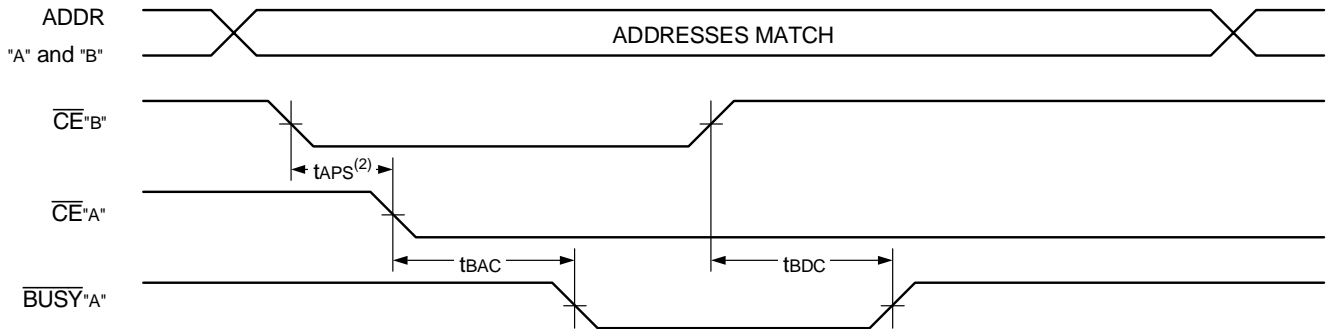 ADDR
"A" and "B"
ADDRESSES MATCH
CE"B"
tAPS(2)
CE"A"
tBAC
tBDC
BUSY"A"